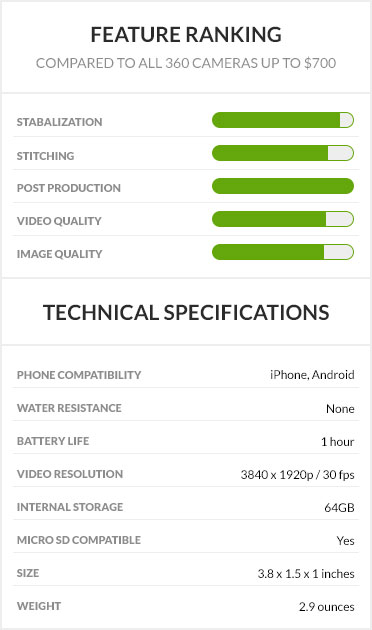 FEATURE RANKING
COMPARED TO ALL 360 CAMERAS UP TO $700
STABALIZATION
STITCHING
POST PRODUCTION
VIDEO QUALITY
IMAGE QUALITY
TECHNICAL SPECIFICATIONS
PHONE COMPATIBILITY iPhone, Android
WATER RESISTANCE None
BATTERY LIFE 1 hour
VIDEO RESOLUTION 3840 x 1920p / 30 fps
INTERNAL STORAGE 64GB
MICRO SD COMPATIBLE Yes
SIZE 3.8 x 1.5 x 1 inches
WEIGHT 2.9 ounces